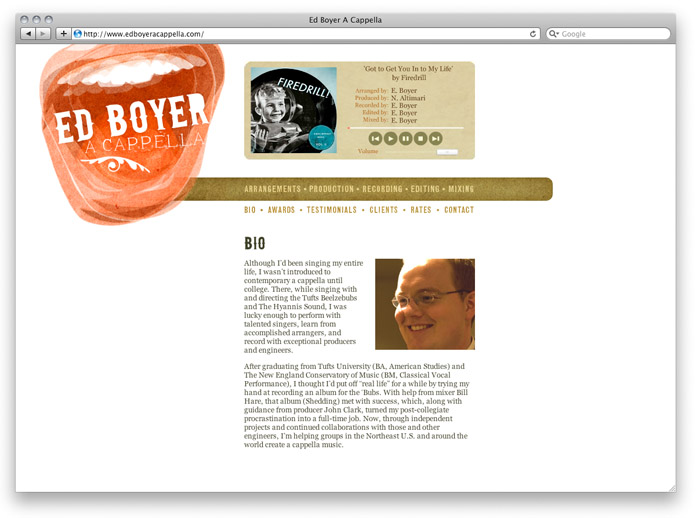 Ed Boyer A Cappella
http://www.edboyeracappella.com/
Google
ED BOYER
A CAPPELLA
FIREDRILL!
'Got to Get You In to My Life'
by Firedrill
Arranged by: E. Boyer
Produced by: N. Altimari
Recorded by: E. Boyer
Edited by: E. Boyer
Mixed by: E. Boyer
Volume
ARRANGEMENTS • PRODUCTION • RECORDING • EDITING • MIXING
BIO • AWARDS • TESTIMONIALS • CLIENTS • RATES • CONTACT
BIO
Although I'd been singing my entire
life, I wasn't introduced to
contemporary a cappella until
college. There, while singing with
and directing the Tufts Beelzebubs
and The Hyannis Sound, I was
lucky enough to perform with
talented singers, learn from
accomplished arrangers, and
record with exceptional producers
and engineers.
After graduating from Tufts University (BA, American Studies) and
The New England Conservatory of Music (BM, Classical Vocal
Performance), I thought I'd put off "real life" for a while by trying my
hand at recording an album for the 'Bubs. With help from mixer Bill
Hare, that album (Shedding) met with success, which, along with
guidance from producer John Clark, turned my post-collegiate
procrastination into a full-time job. Now, through independent
projects and continued collaborations with those and other
engineers, I'm helping groups in the Northeast U.S. and around the
world create a cappella music.